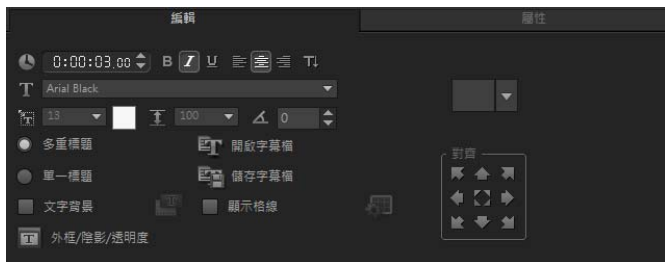 編輯 屬性
0:00:03.00 B I U
Arial Black
13 100 0
多重標題 開啟字幕檔
單一標題 儲存字幕檔
文字背景 顯示格線
外框/陰影/透明度
對齊